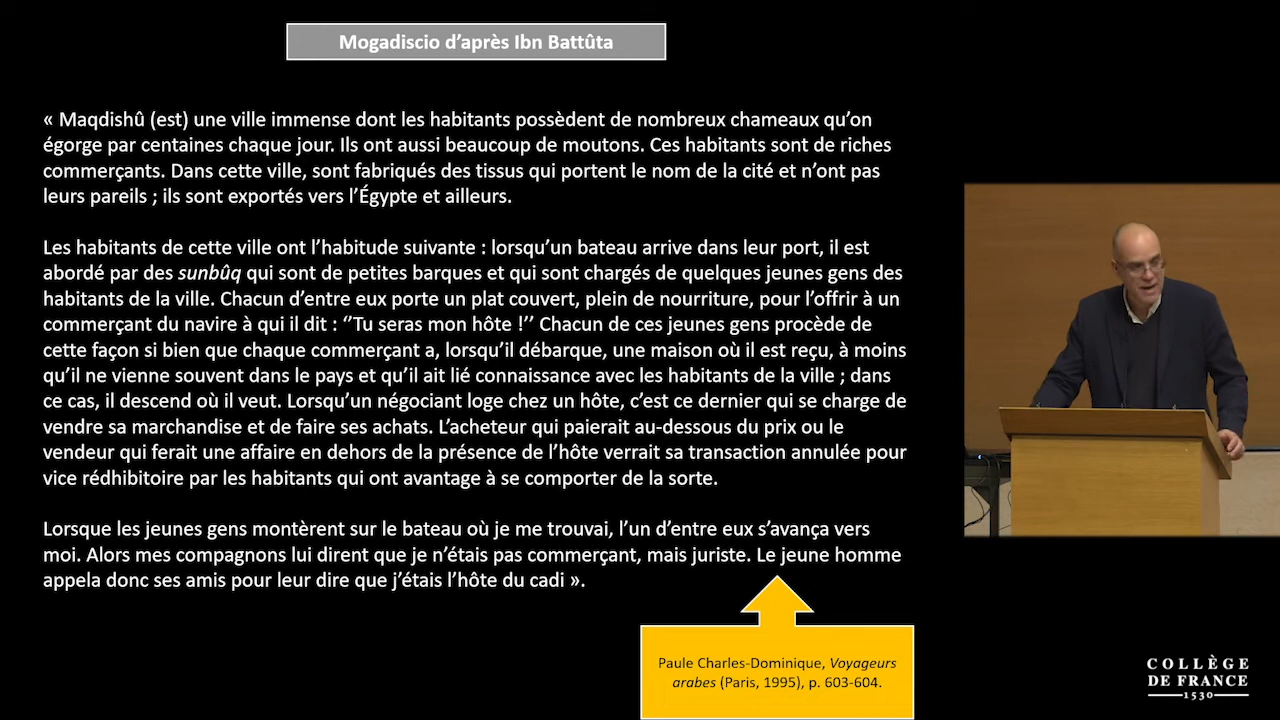 Mogadiscio d’après Ibn Battûta
« Maqdishû (est) une ville immense dont les habitants possèdent de nombreux chameaux qu’on
égorge par centaines chaque jour. Ils ont aussi beaucoup de moutons. Ces habitants sont de riches
commerçants. Dans cette ville, sont fabriqués des tissus qui portent le nom de la cité et n’ont pas
leurs pareils ; ils sont exportés vers l’Égypte et ailleurs.
Les habitants de cette ville ont l’habitude suivante : lorsqu’un bateau arrive dans leur port, il est
abordé par des sunbûq qui sont de petites barques et qui sont chargés de quelques jeunes gens des
habitants de la ville. Chacun d’entre eux porte un plat couvert, plein de nourriture, pour l’offrir à un
commerçant du navire à qui il dit : ‘’Tu seras mon hôte !’’ Chacun de ces jeunes gens procède de
cette façon si bien que chaque commerçant a, lorsqu’il débarque, une maison où il est reçu, à moins
qu’il ne vienne souvent dans le pays et qu’il ait lié connaissance avec les habitants de la ville ; dans
ce cas, il descend où il veut. Lorsqu’un négociant loge chez un hôte, c’est ce dernier qui se charge de
vendre sa marchandise et de faire ses achats. L’acheteur qui paierait au-dessous du prix ou le
vendeur qui ferait une affaire en dehors de la présence de l’hôte verrait sa transaction annulée pour
vice rédhibitoire par les habitants qui ont avantage à se comporter de la sorte.
Lorsque les jeunes gens montèrent sur le bateau où je me trouvai, l’un d’entre eux s’avança vers
moi. Alors mes compagnons lui dirent que je n’étais pas commerçant, mais juriste. Le jeune homme
appela donc ses amis pour leur dire que j’étais l’hôte du cadi ».
Paule Charles-Dominique, Voyageurs
arabes (Paris, 1995), p. 603-604.
COLLÈGE
DE FRANCE
1530